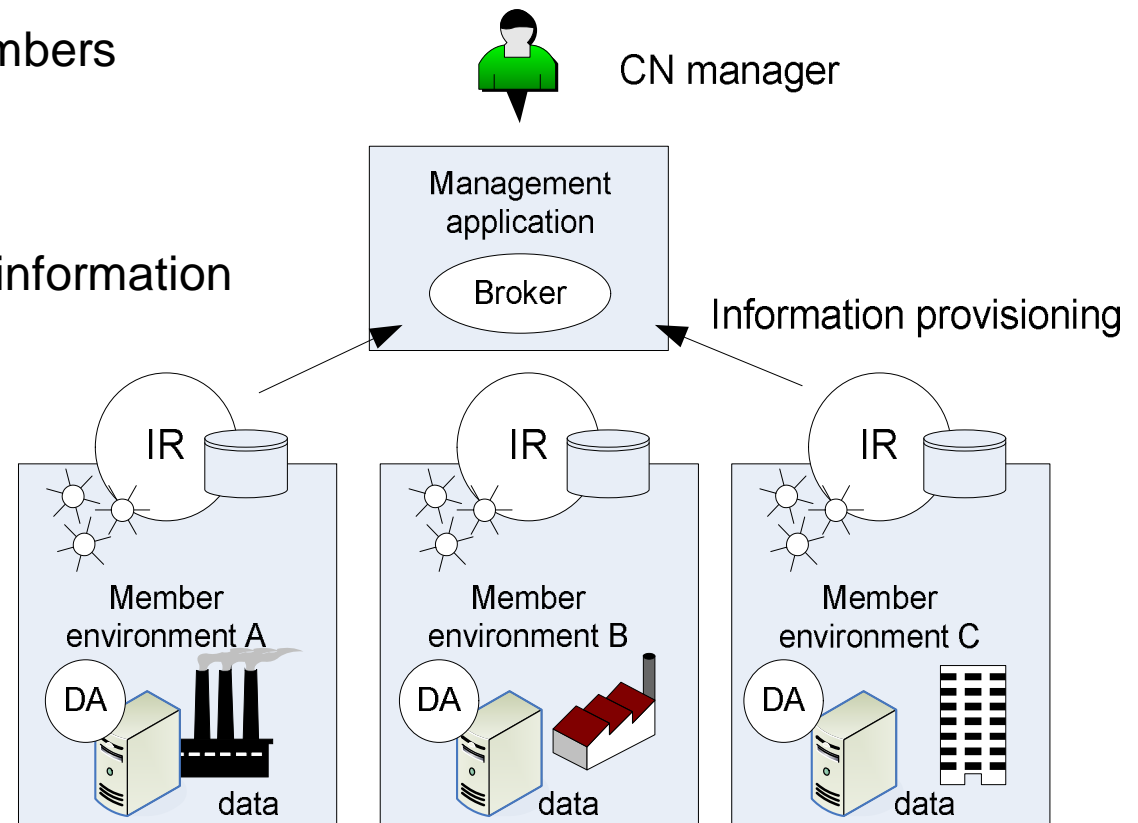 mbers
CN manager
Management
application
information
Broker
Information provisioning
IR
IR
IR
Member
environment A
Member
environment B
Member
environment C
DA
DA
DA
data
data
data